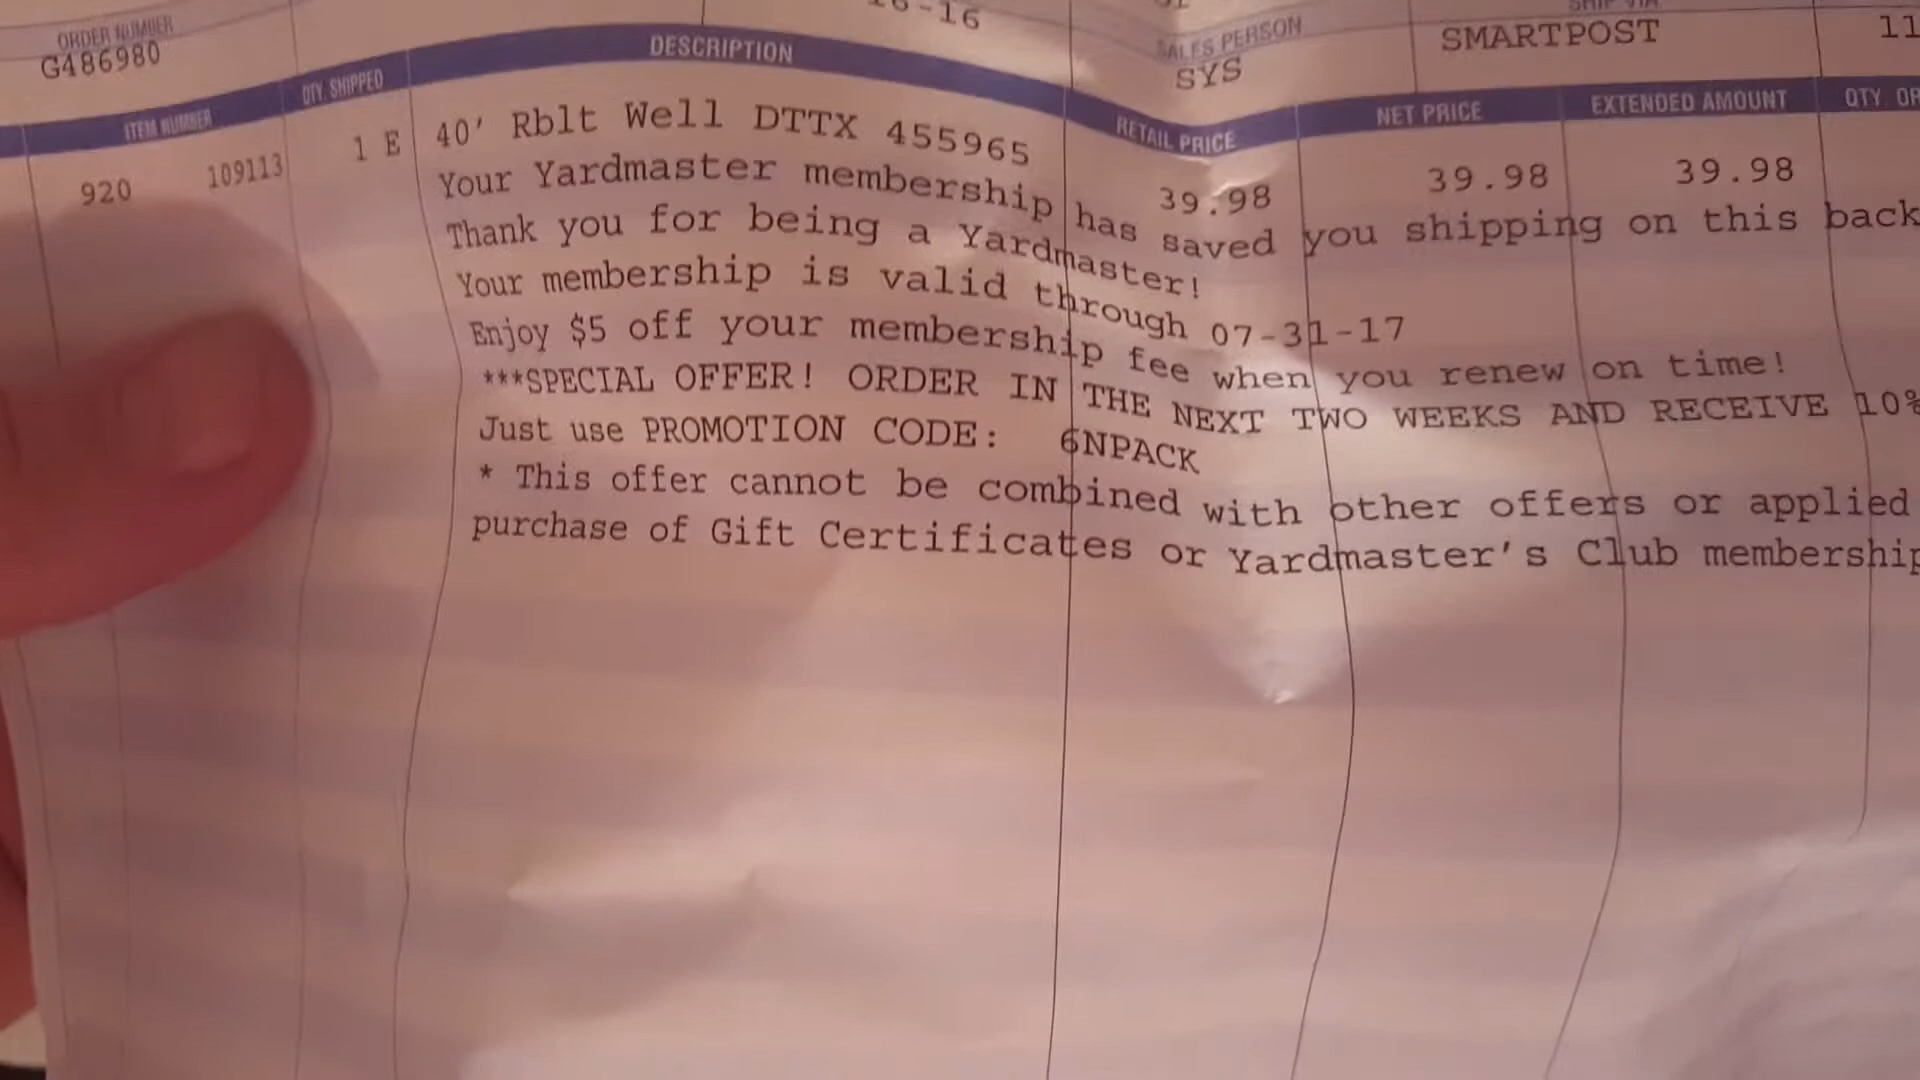 ORDER NUMBER
G486980
-16
SALES PERSON
SYS
SHIP VIA
SMARTPOST
11
ITEM NUMBER QTY. SHIPPED DESCRIPTION RETAIL PRICE NET PRICE EXTENDED AMOUNT QTY. OR
920 109113 1 E 40' Rblt Well DTTX 455965 39.98 39.98 39.98
Your Yardmaster membership has saved you shipping on this back
Thank you for being a Yardmaster!
Your membership is valid through 07-31-17
Enjoy $5 off your membership fee when you renew on time!
***SPECIAL OFFER! ORDER IN THE NEXT TWO WEEKS AND RECEIVE 10%
Just use PROMOTION CODE: 6NPACK
* This offer cannot be combined with other offers or applied
purchase of Gift Certificates or Yardmaster's Club membership